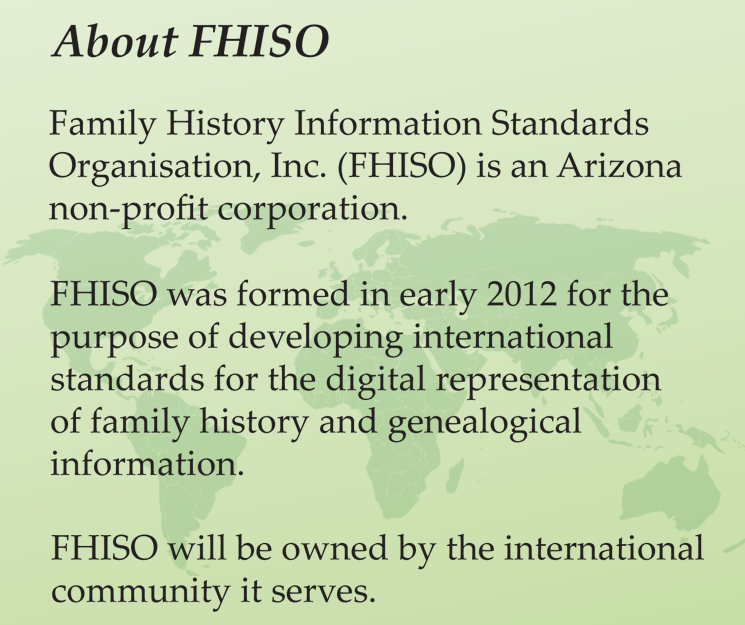 About FHISO
Family History Information Standards
Organisation, Inc. (FHISO) is an Arizona
non-profit corporation.
FHISO was formed in early 2012 for the
purpose of developing international
standards for the digital representation
of family history and genealogical
information.
FHISO will be owned by the international
community it serves.